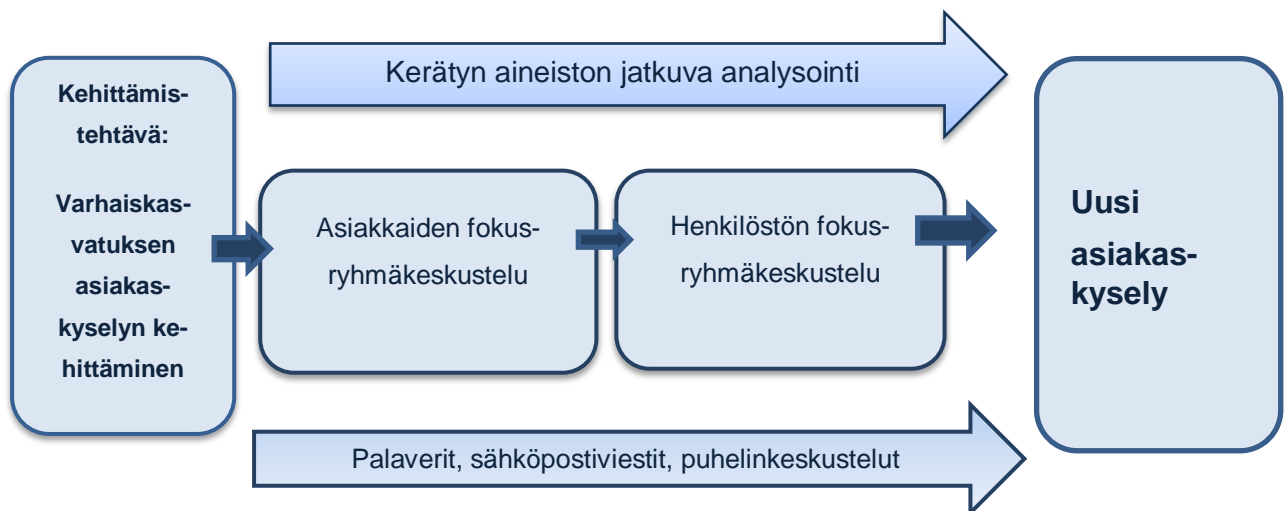 Kerätyn aineiston jatkuva analysointi
Kehittämis-
tehtävä:
Varhaiskas-
vatuksen
asiakas-
kyselyn ke-
hittäminen
Asiakkaiden fokus-
ryhmäkeskustelu
Henkilöstön fokus-
ryhmäkeskustelu
Uusi
asiakas-
kysely
Palaverit, sähköpostiviestit, puhelinkeskustelut